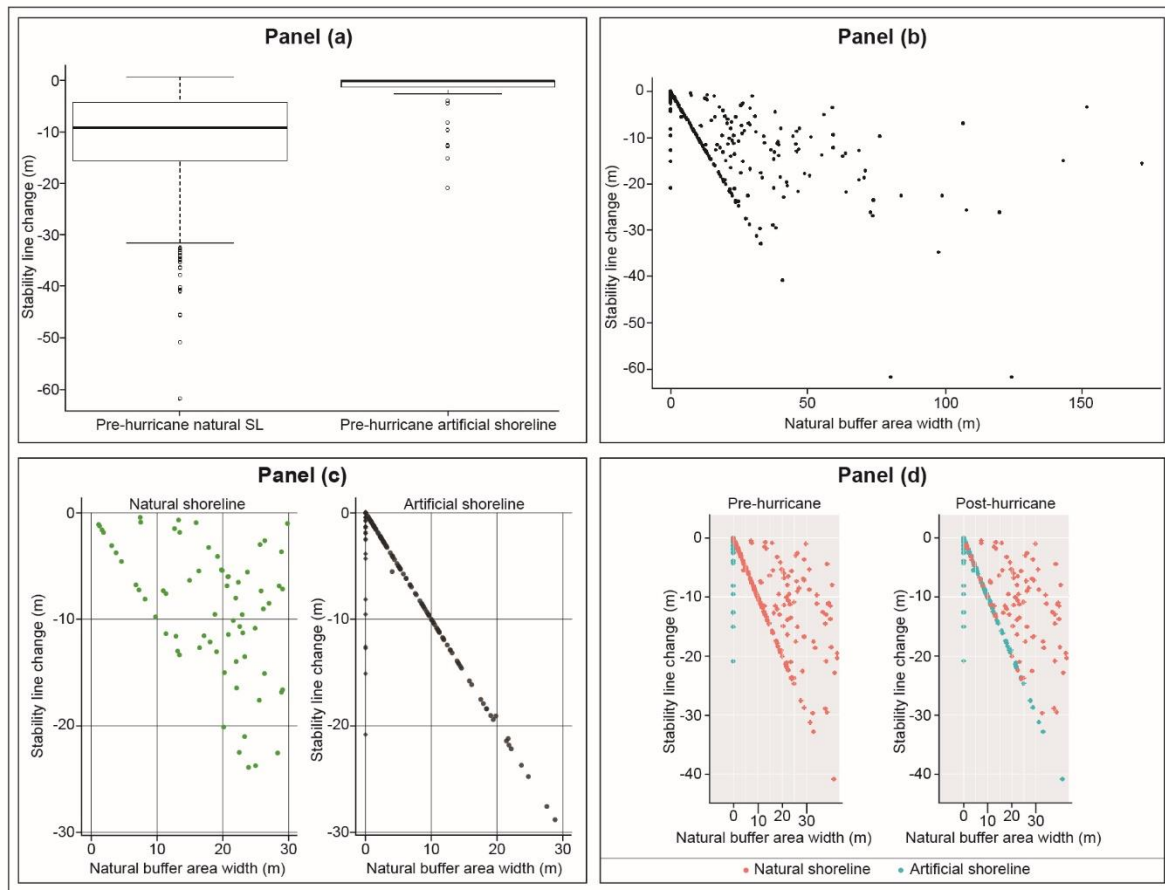 Panel (a)
Stability line change (m)
0
-10
-20
-30
-40
-50
-60
Pre-hurricane natural SL
Pre-hurricane artificial shoreline
Panel (b)
Stability line change (m)
0
-10
-20
-30
-40
-50
-60
0
50
100
150
Natural buffer area width (m)
Panel (c)
Natural shoreline
Artificial shoreline
Stability line change (m)
0
-10
-20
-30
0
10
20
30
Natural buffer area width (m)
Stability line change (m)
0
-10
-20
-30
0
10
20
30
Natural buffer area width (m)
Panel (d)
Pre-hurricane
Post-hurricane
Stability line change (m)
0
-10
-20
-30
-40
0
10
20
30
Natural buffer area width (m)
Stability line change (m)
0
-10
-20
-30
-40
0
10
20
30
Natural buffer area width (m)
Natural shoreline
Artificial shoreline